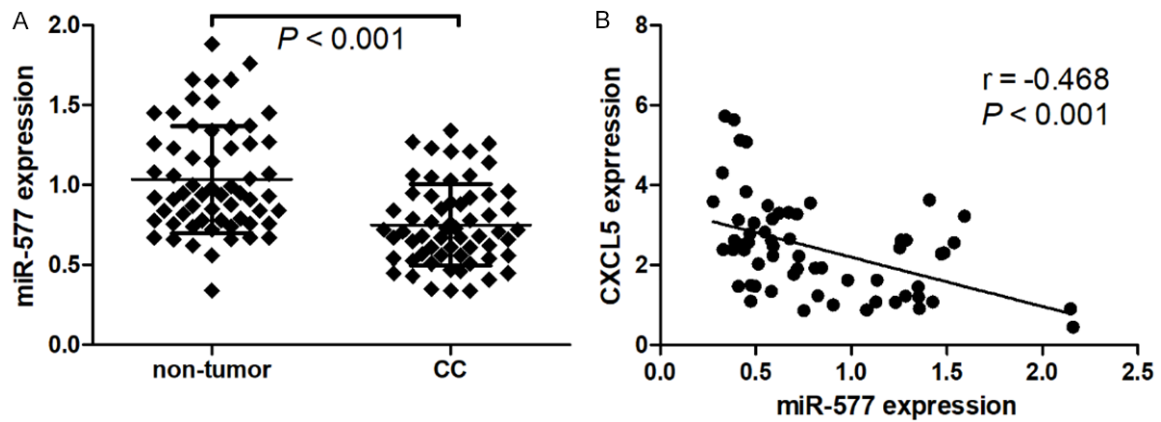 A
miR-577 expression
2.0
1.5
1.0
0.5
0.0
P < 0.001
non-tumor
CC
B
CXCL5 exprression
8
6
4
2
0
r = -0.468
P < 0.001
0.0
0.5
1.0
1.5
2.0
2.5
miR-577 expression